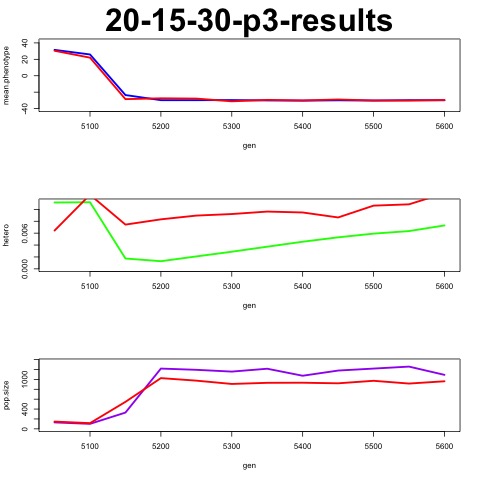 20-15-30-p3-results
mean.phenotype
40
20
0
-40
5100 5200 5300 5400 5500 5600
gen
hetero
0.006
0.000
5100 5200 5300 5400 5500 5600
gen
pop.size
1000
400
0
5100 5200 5300 5400 5500 5600
gen